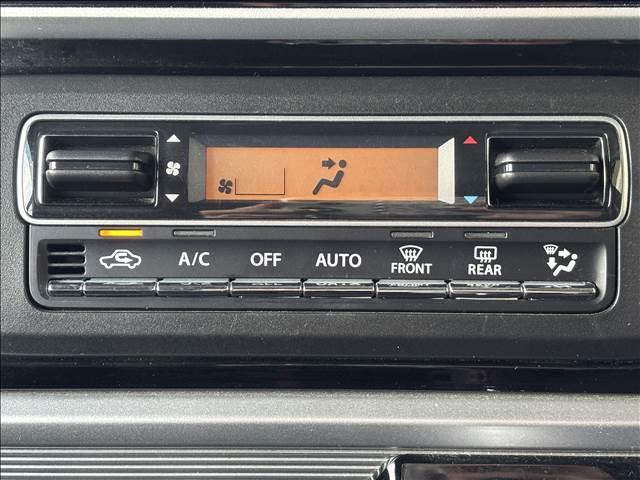 A/C OFF AUTO FRONT REAR